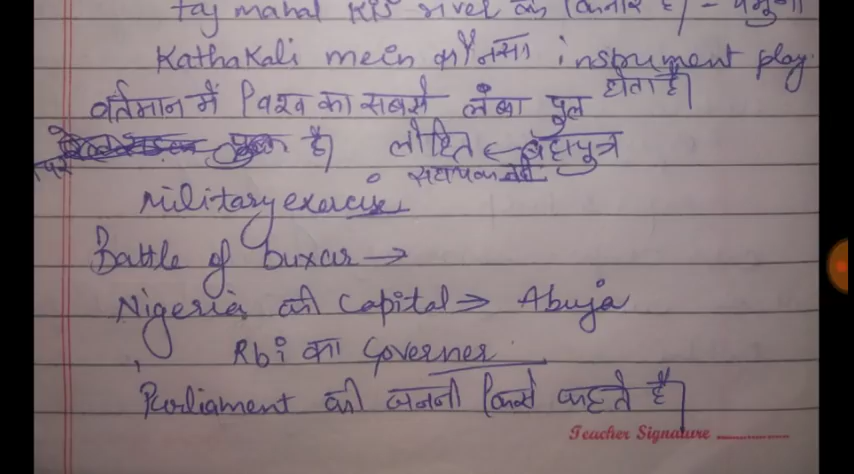 taj mahal kis river के किनारे है - यमुना
Kathakali mein कौनसा instrument play
होता है।
वर्तमान में विश्व का सबसे लंबा पुल
है। लोहित ← ब्रह्मपुत्र
सहायक नदी
military exercise
Battle of buxar →
Nigeria की Capital → Abuja
Rbi का Governer
Parliament की जननी किसे कहते हैं।
Teacher Signature ................